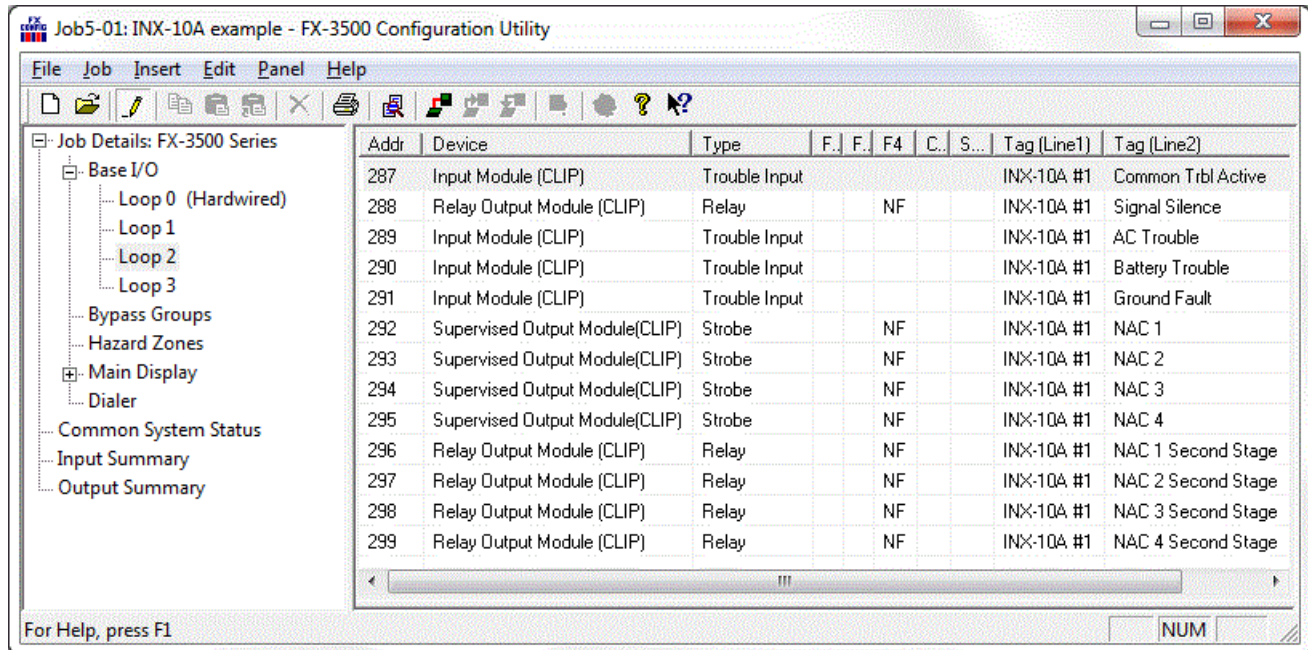 FX CONFIG Job5-01: INX-10A example - FX-3500 Configuration Utility
File Job Insert Edit Panel Help
Job Details: FX-3500 Series
Base I/O
Loop 0 (Hardwired)
Loop 1
Loop 2
Loop 3
Bypass Groups
Hazard Zones
Main Display
Dialer
Common System Status
Input Summary
Output Summary
Addr Device Type F.. F.. F4 C.. S... Tag (Line1) Tag (Line2)
287 Input Module (CLIP) Trouble Input INX-10A #1 Common Trbl Active
288 Relay Output Module (CLIP) Relay NF INX-10A #1 Signal Silence
289 Input Module (CLIP) Trouble Input INX-10A #1 AC Trouble
290 Input Module (CLIP) Trouble Input INX-10A #1 Battery Trouble
291 Input Module (CLIP) Trouble Input INX-10A #1 Ground Fault
292 Supervised Output Module(CLIP) Strobe NF INX-10A #1 NAC 1
293 Supervised Output Module(CLIP) Strobe NF INX-10A #1 NAC 2
294 Supervised Output Module(CLIP) Strobe NF INX-10A #1 NAC 3
295 Supervised Output Module(CLIP) Strobe NF INX-10A #1 NAC 4
296 Relay Output Module (CLIP) Relay NF INX-10A #1 NAC 1 Second Stage
297 Relay Output Module (CLIP) Relay NF INX-10A #1 NAC 2 Second Stage
298 Relay Output Module (CLIP) Relay NF INX-10A #1 NAC 3 Second Stage
299 Relay Output Module (CLIP) Relay NF INX-10A #1 NAC 4 Second Stage
For Help, press F1 NUM